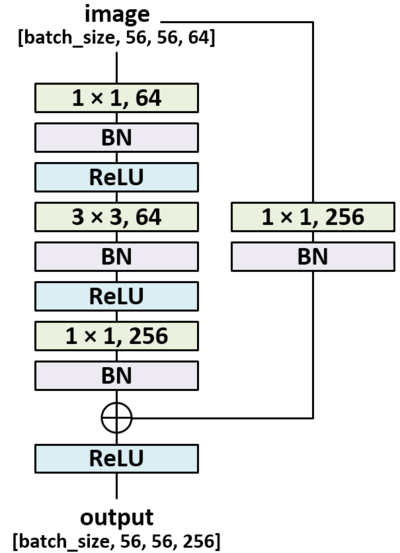 image
[batch_size, 56, 56, 64]
1 × 1, 64
BN
ReLU
3 × 3, 64
BN
ReLU
1 × 1, 256
BN
1 × 1, 256
BN
ReLU
output
[batch_size, 56, 56, 256]